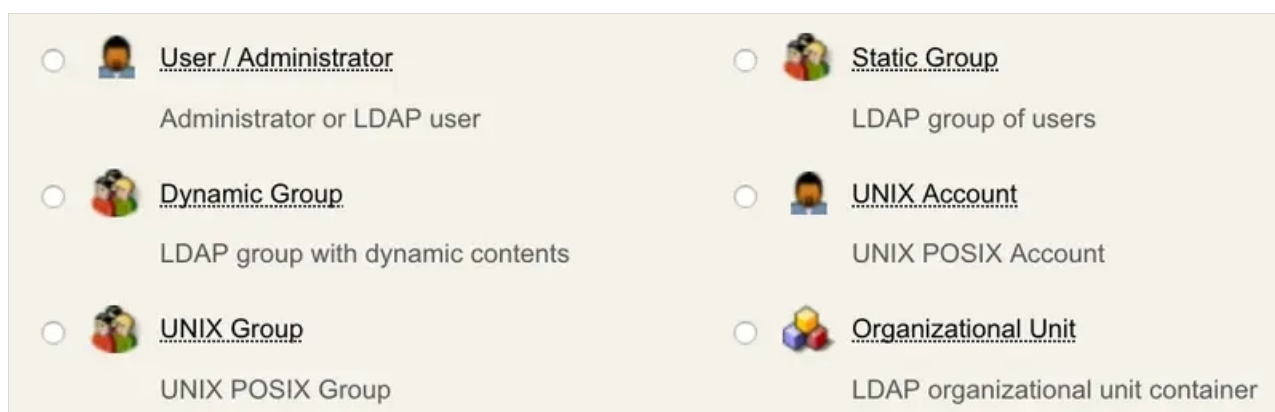 User / Administrator
Administrator or LDAP user
Static Group
LDAP group of users
Dynamic Group
LDAP group with dynamic contents
UNIX Account
UNIX POSIX Account
UNIX Group
UNIX POSIX Group
Organizational Unit
LDAP organizational unit container